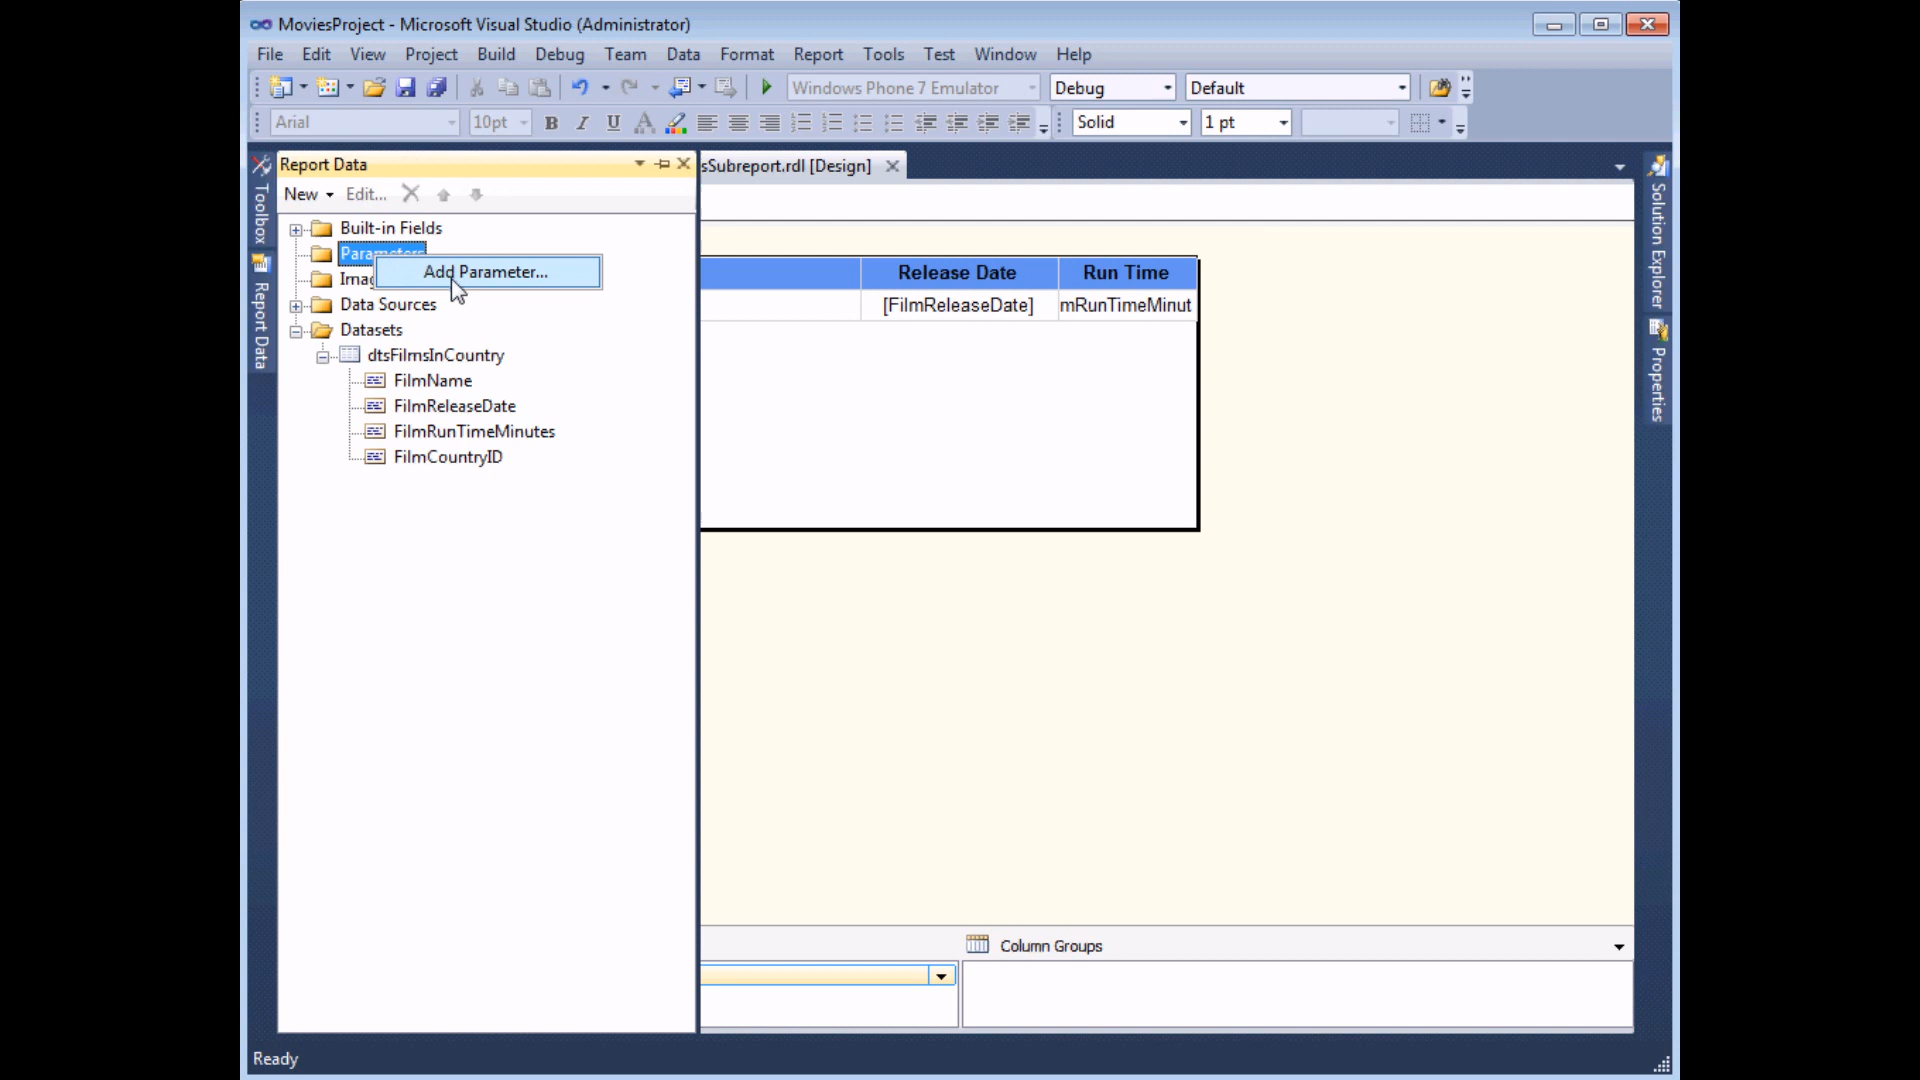 MoviesProject - Microsoft Visual Studio (Administrator)
File Edit View Project Build Debug Team Data Format Report Tools Test Window Help
Windows Phone 7 Emulator Debug Default
Arial 10pt B I U A Solid 1 pt
Report Data
sSubreport.rdl [Design]
New Edit...
Toolbox
Report Data
Built-in Fields
Parameters
Add Parameter...
Imag
Data Sources
Datasets
dtsFilmsInCountry
FilmName
FilmReleaseDate
FilmRunTimeMinutes
FilmCountryID
Release Date Run Time
[FilmReleaseDate] mRunTimeMinut
Solution Explorer
Properties
Column Groups
Ready